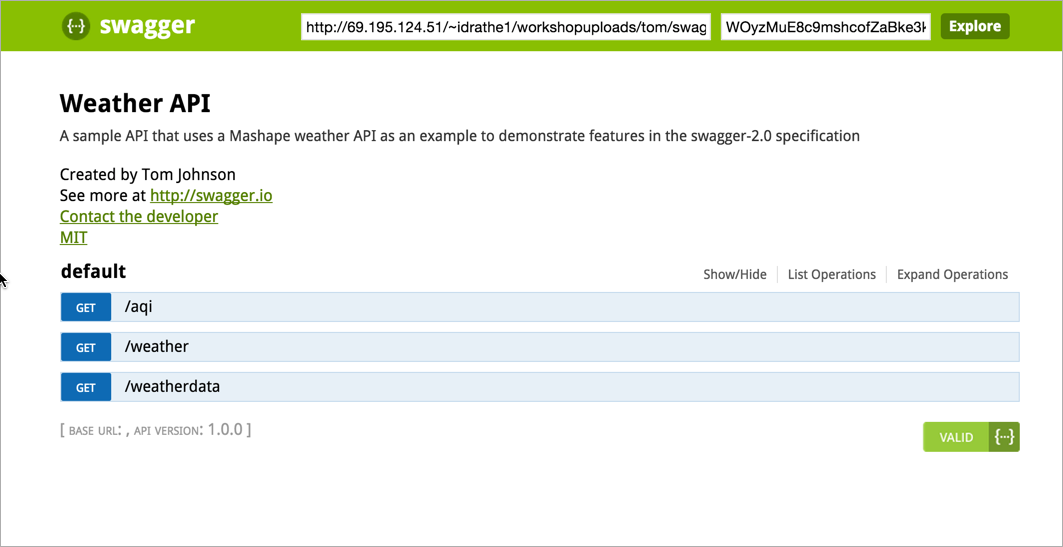 {···} swagger
http://69.195.124.51/~idrathe1/workshopuploads/tom/swag
WOyzMuE8c9mshcofZaBke3k
Explore
Weather API
A sample API that uses a Mashape weather API as an example to demonstrate features in the swagger-2.0 specification
Created by Tom Johnson
See more at http://swagger.io
Contact the developer
MIT
default
Show/Hide
List Operations
Expand Operations
GET /aqi
GET /weather
GET /weatherdata
[ BASE URL: , API VERSION: 1.0.0 ]
VALID {···}